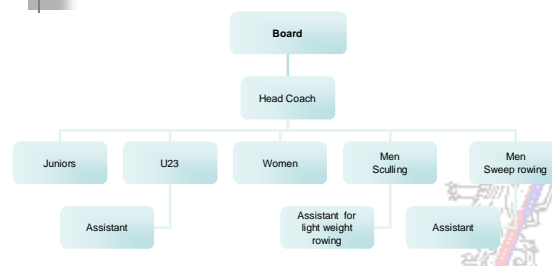 Board
Head Coach
Juniors
U23
Women
Men
Sculling
Men
Sweep rowing
Assistant
Assistant for
light weight
rowing
Assistant